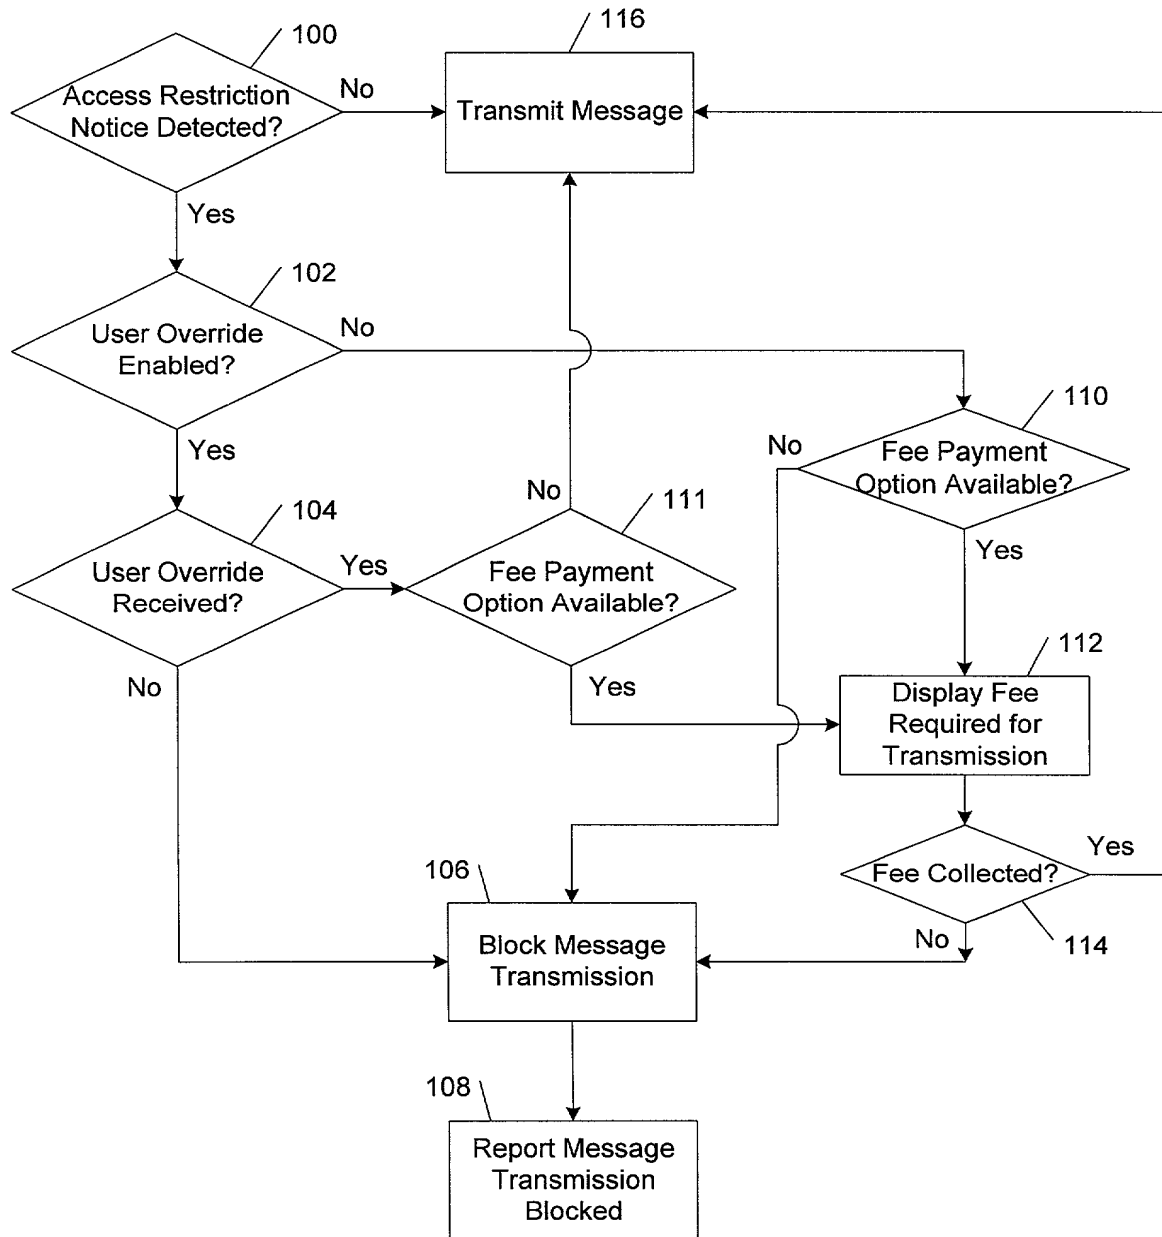 100
Access Restriction
Notice Detected?
No
116
Transmit Message
Yes
102
User Override
Enabled?
No
Yes
110
Fee Payment
Option Available?
No
Yes
104
User Override
Received?
Yes
No
111
Fee Payment
Option Available?
No
Yes
112
Display Fee
Required for
Transmission
Fee Collected?
Yes
114
No
106
Block Message
Transmission
108
Report Message
Transmission
Blocked